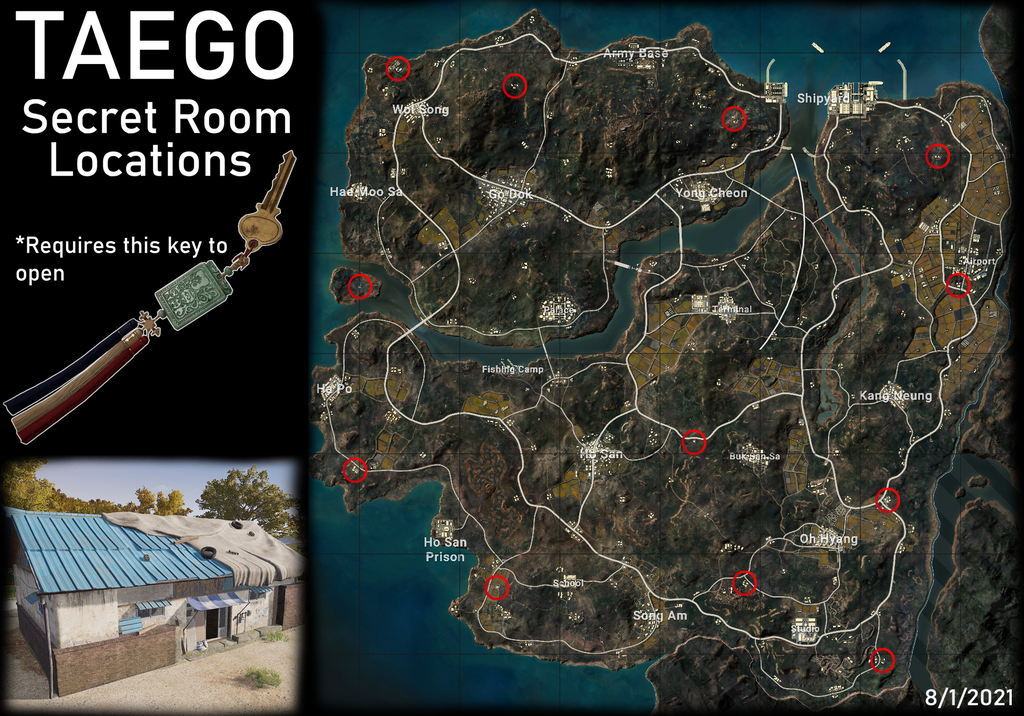 TAEGO
Secret Room
Locations
*Requires this key to
open
Army Base
Shipyard
Wol Song
Hae Moo Sa
Go Dok
Yong Cheon
Airport
Palace
Terminal
Fishing Camp
Ha Po
Kang Neung
Ho San
Buk San Sa
Ho San
Prison
Oh Hyang
School
Song Am
Studio
8/1/2021